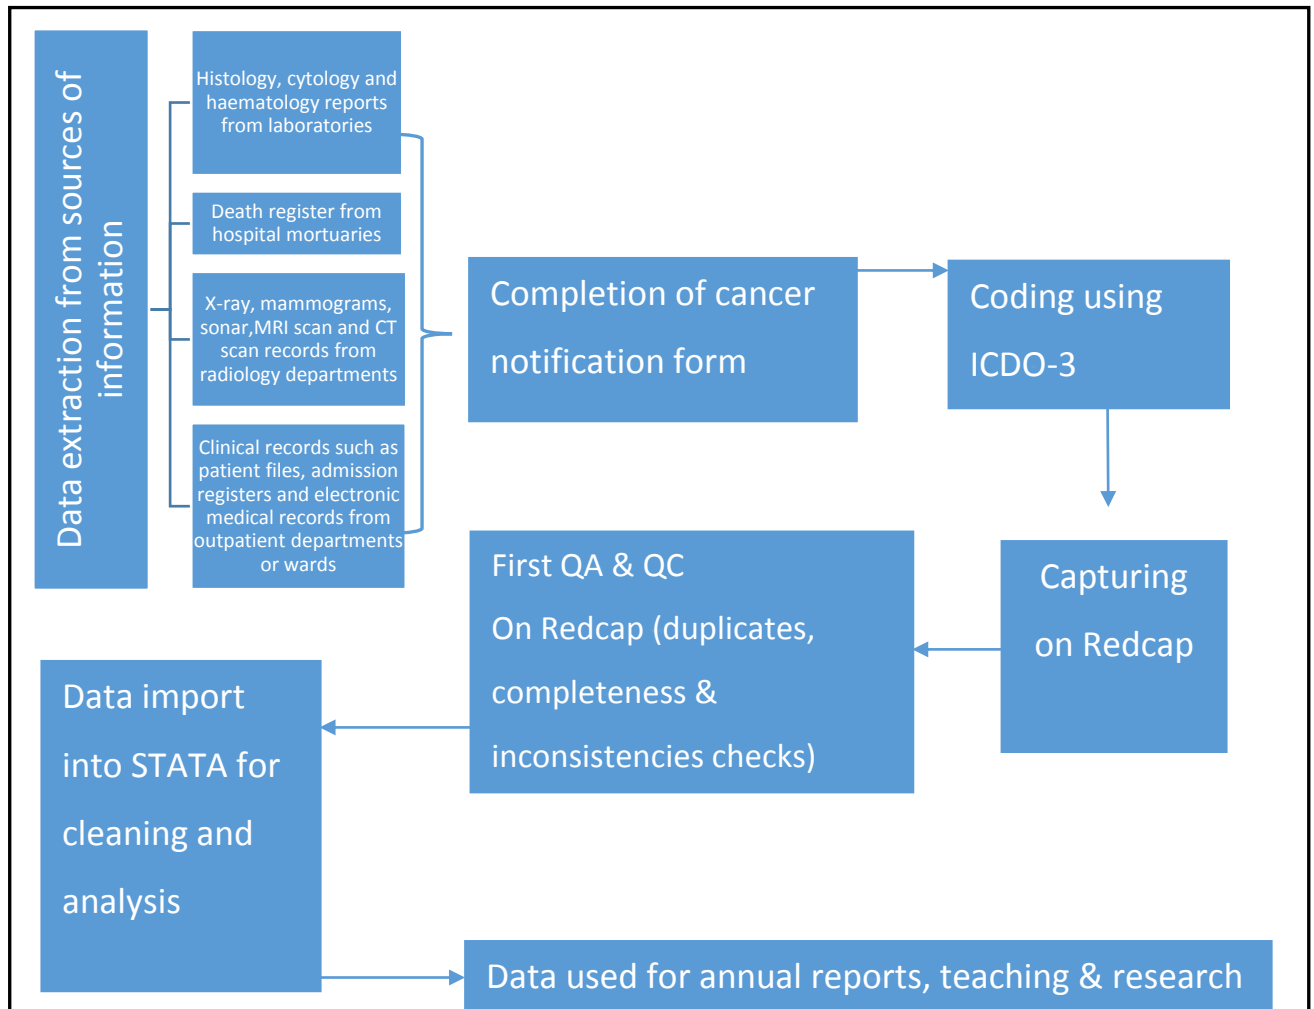 Data extraction from sources of
information
Histology, cytology and
haematology reports
from laboratories
Death register from
hospital mortuaries
X-ray, mammograms,
sonar,MRI scan and CT
scan records from
radiology departments
Clinical records such as
patient files, admission
registers and electronic
medical records from
outpatient departments
or wards
Completion of cancer
notification form
Coding using
ICDO-3
Capturing
on Redcap
First QA & QC
On Redcap (duplicates,
completeness &
inconsistencies checks)
Data import
into STATA for
cleaning and
analysis
Data used for annual reports, teaching & research